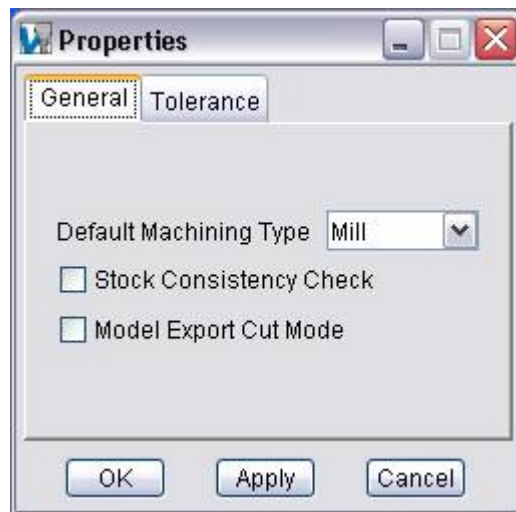 Properties
General Tolerance
Default Machining Type Mill
Stock Consistency Check
Model Export Cut Mode
OK Apply Cancel